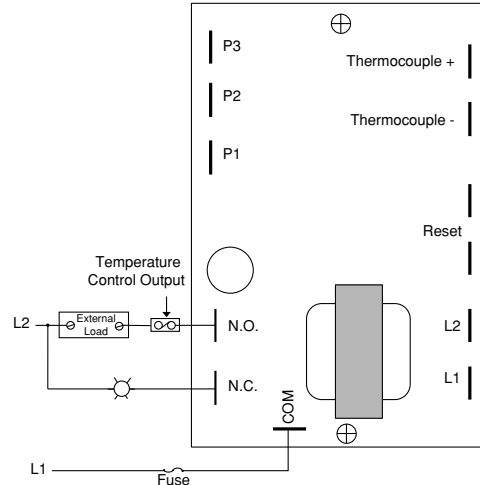 P3
Thermocouple +
P2
Thermocouple -
P1
Reset
Temperature
Control Output
L2
External
Load
N.O.
L2
N.C.
L1
COM
L1
Fuse